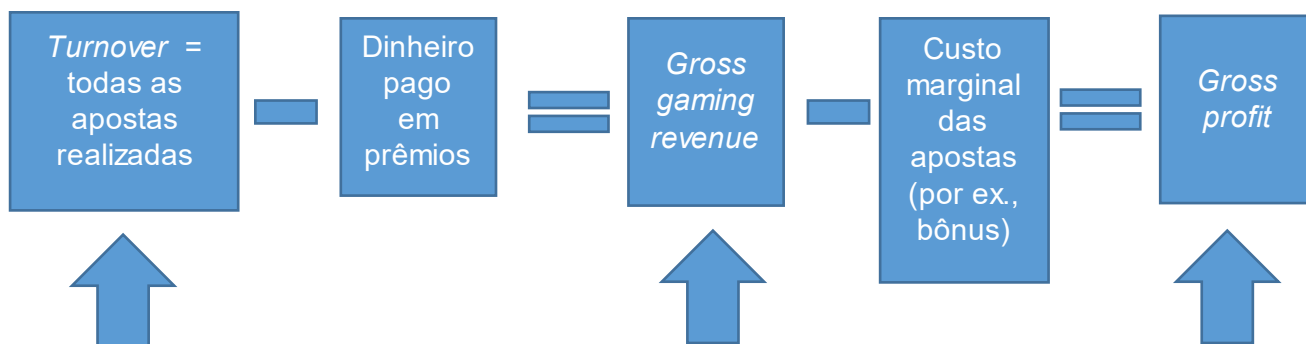 Turnover =
todas as
apostas
realizadas
Dinheiro
pago
em
prêmios
Gross
gaming
revenue
Custo
marginal
das
apostas
(por ex.,
bônus)
Gross
profit